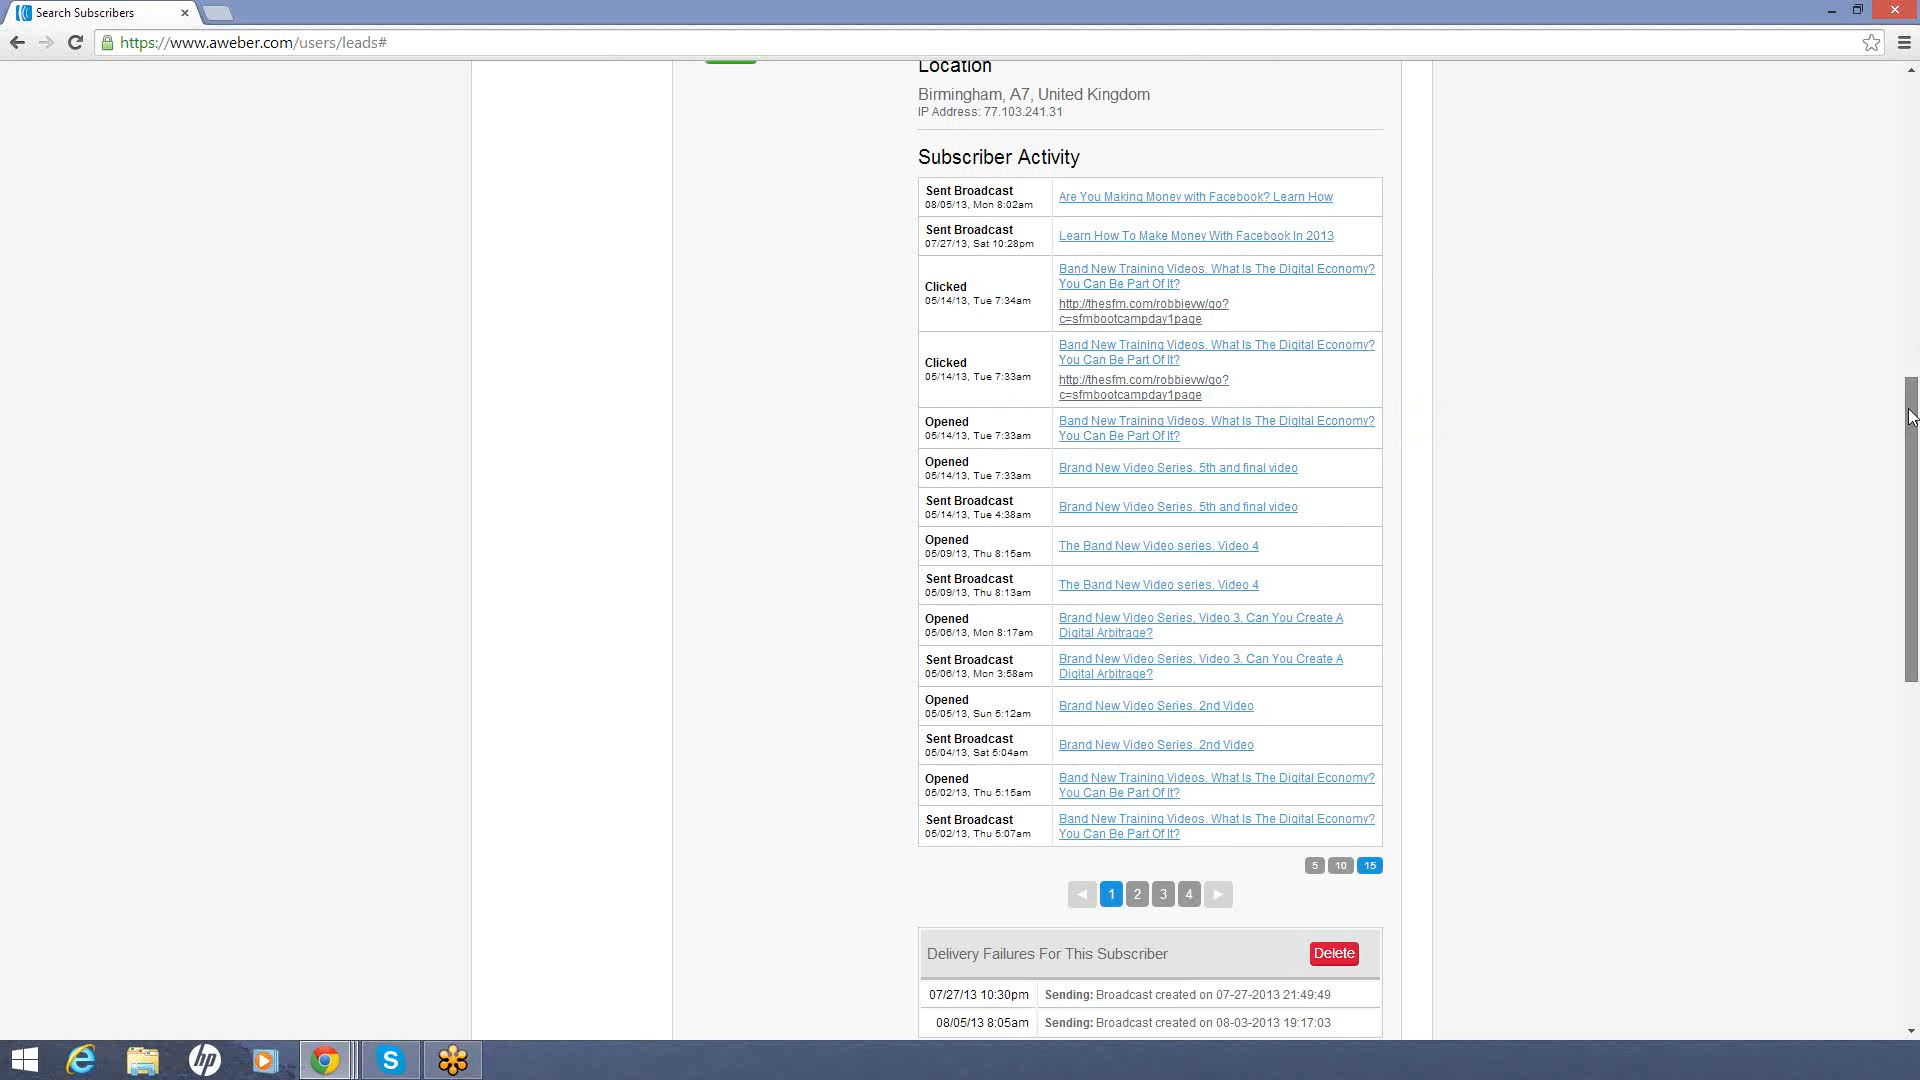 Search Subscribers
https://www.aweber.com/users/leads#
Location
Birmingham, A7, United Kingdom
IP Address: 77.103.241.31
Subscriber Activity
Sent Broadcast
08/05/13, Mon 8:02am
Are You Making Money with Facebook? Learn How
Sent Broadcast
07/27/13, Sat 10:28pm
Learn How To Make Money With Facebook In 2013
Clicked
05/14/13, Tue 7:34am
Band New Training Videos. What Is The Digital Economy?
You Can Be Part Of It?
http://thesfm.com/robbievw/go?
c=sfmbootcampday1page
Clicked
05/14/13, Tue 7:33am
Band New Training Videos. What Is The Digital Economy?
You Can Be Part Of It?
http://thesfm.com/robbievw/go?
c=sfmbootcampday1page
Opened
05/14/13, Tue 7:33am
Band New Training Videos. What Is The Digital Economy?
You Can Be Part Of It?
Opened
05/14/13, Tue 7:33am
Brand New Video Series. 5th and final video
Sent Broadcast
05/14/13, Tue 4:38am
Brand New Video Series. 5th and final video
Opened
05/09/13, Thu 8:15am
The Band New Video series. Video 4
Sent Broadcast
05/09/13, Thu 8:13am
The Band New Video series. Video 4
Opened
05/06/13, Mon 8:17am
Brand New Video Series, Video 3. Can You Create A
Digital Arbitrage?
Sent Broadcast
05/06/13, Mon 3:58am
Brand New Video Series, Video 3. Can You Create A
Digital Arbitrage?
Opened
05/05/13, Sun 5:12am
Brand New Video Series. 2nd Video
Sent Broadcast
05/04/13, Sat 5:04am
Brand New Video Series. 2nd Video
Opened
05/02/13, Thu 5:15am
Band New Training Videos. What Is The Digital Economy?
You Can Be Part Of It?
Sent Broadcast
05/02/13, Thu 5:07am
Band New Training Videos. What Is The Digital Economy?
You Can Be Part Of It?
5 10 15
1 2 3 4
Delivery Failures For This Subscriber
Delete
07/27/13 10:30pm
Sending: Broadcast created on 07-27-2013 21:49:49
08/05/13 8:05am
Sending: Broadcast created on 08-03-2013 19:17:03
hp
S